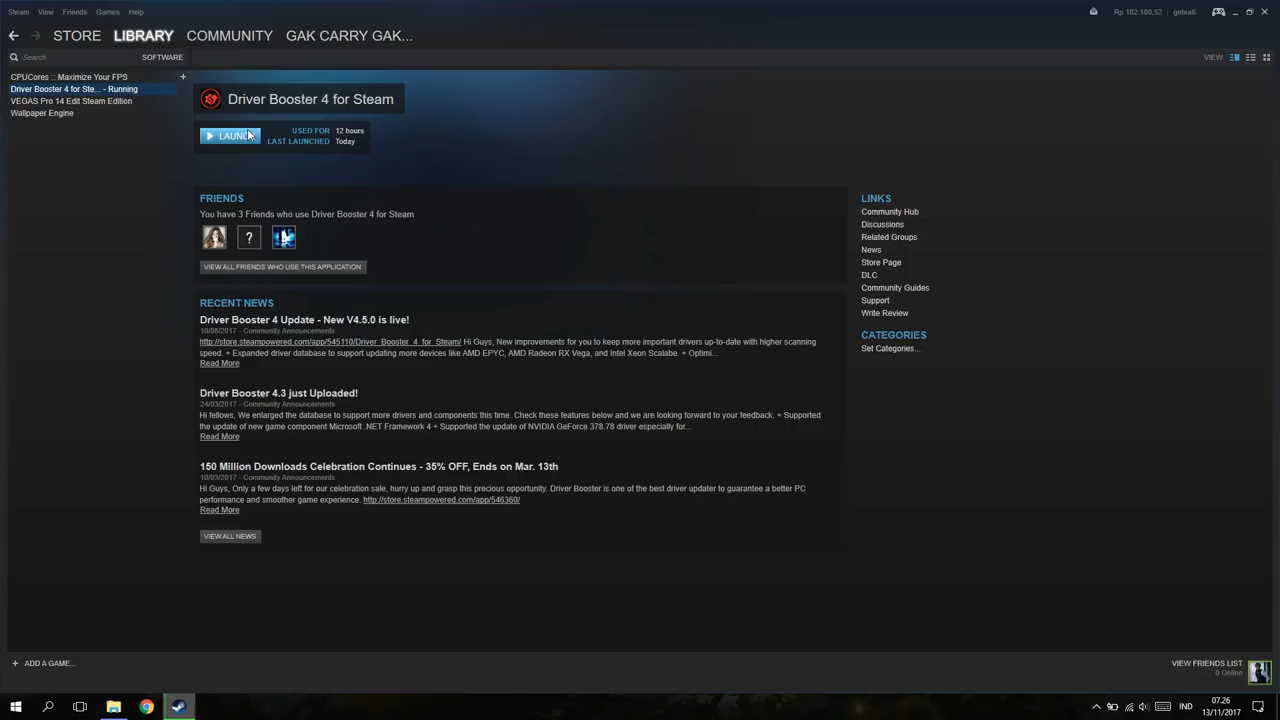 Steam View Friends Games Help
Rp 182.180,52 getea6
STORE LIBRARY COMMUNITY GAK CARRY GAK...
Search SOFTWARE
VIEW
CPUCores :: Maximize Your FPS
Driver Booster 4 for Ste... - Running
VEGAS Pro 14 Edit Steam Edition
Wallpaper Engine
+
Driver Booster 4 for Steam
LAUNC
USED FOR 12 hours
LAST LAUNCHED Today
FRIENDS
You have 3 Friends who use Driver Booster 4 for Steam
?
VIEW ALL FRIENDS WHO USE THIS APPLICATION
RECENT NEWS
Driver Booster 4 Update - New V4.5.0 is live!
10/08/2017 - Community Announcements
http://store.steampowered.com/app/545110/Driver_Booster_4_for_Steam/ Hi Guys, New improvements for you to keep more important drivers up-to-date with higher scanning
speed. + Expanded driver database to support updating more devices like AMD EPYC, AMD Radeon RX Vega, and Intel Xeon Scalabe. + Optimi...
Read More
Driver Booster 4.3 just Uploaded!
24/03/2017 - Community Announcements
Hi fellows, We enlarged the database to support more drivers and components this time. Check these features below and we are looking forward to your feedback. + Supported
the update of new game component Microsoft .NET Framework 4 + Supported the update of NVIDIA GeForce 378.78 driver especially for...
Read More
150 Million Downloads Celebration Continues - 35% OFF, Ends on Mar. 13th
10/03/2017 - Community Announcements
Hi Guys, Only a few days left for our celebration sale, hurry up and grasp this precious opportunity. Driver Booster is one of the best driver updater to guarantee a better PC
performance and smoother game experience. http://store.steampowered.com/app/546360/
Read More
VIEW ALL NEWS
LINKS
Community Hub
Discussions
Related Groups
News
Store Page
DLC
Community Guides
Support
Write Review
CATEGORIES
Set Categories...
+ ADD A GAME...
VIEW FRIENDS LIST
0 Online
IND
07.26
13/11/2017